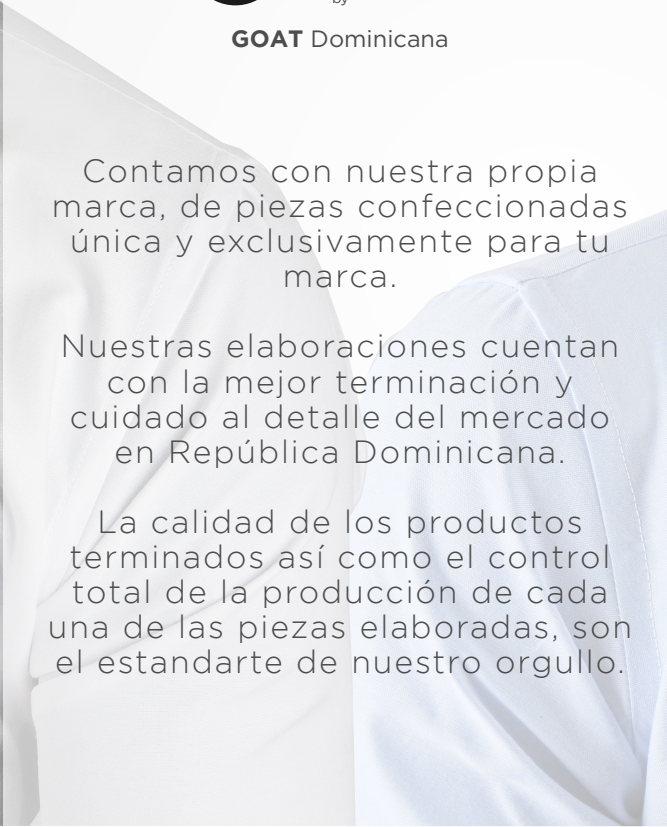 by
GOAT Dominicana
Contamos con nuestra propia
marca, de piezas confeccionadas
única y exclusivamente para tu
marca.
Nuestras elaboraciones cuentan
con la mejor terminación y
cuidado al detalle del mercado
en República Dominicana.
La calidad de los productos
terminados así como el control
total de la producción de cada
una de las piezas elaboradas, son
el estandarte de nuestro orgullo.